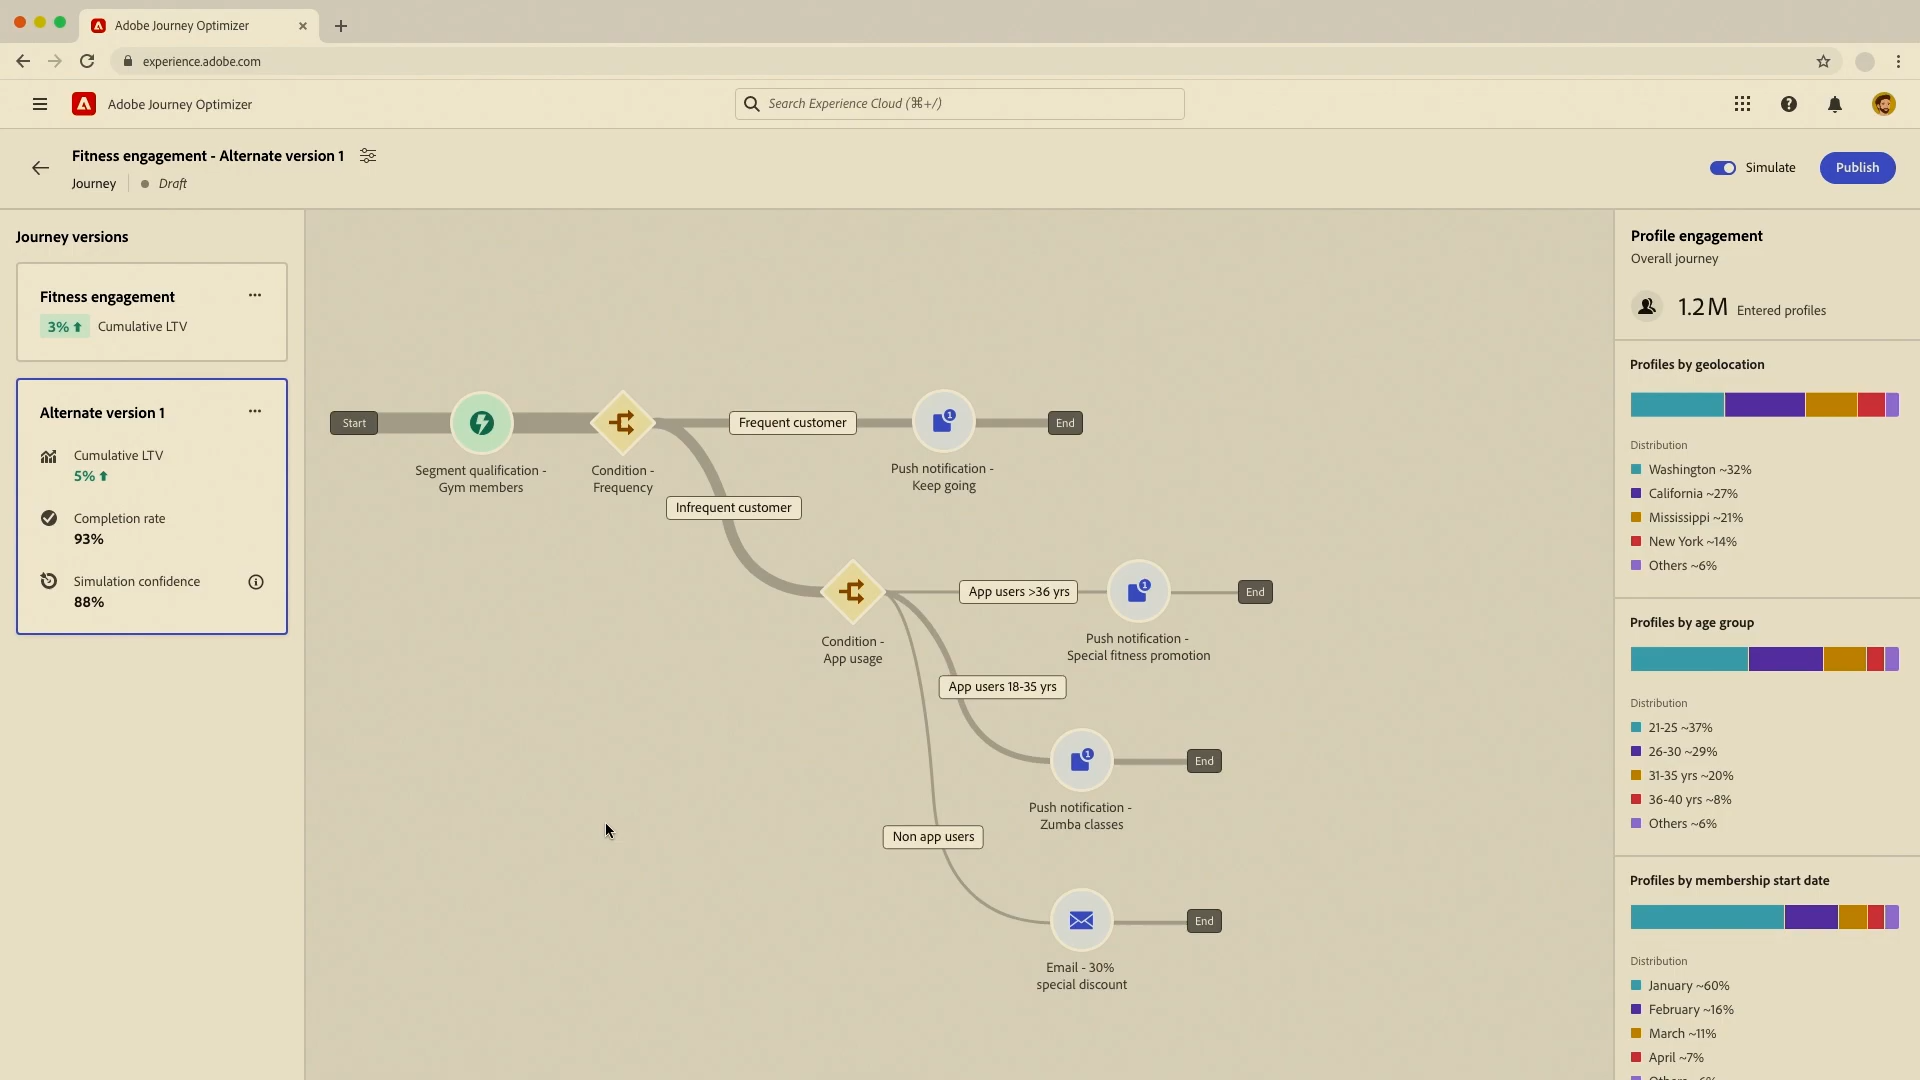 Adobe Journey Optimizer
experience.adobe.com
Adobe Journey Optimizer
Search Experience Cloud (⌘+/)
Fitness engagement - Alternate version 1
Journey
Draft
Simulate
Publish
Journey versions
Fitness engagement
3%
Cumulative LTV
Alternate version 1
Cumulative LTV
5%
Completion rate
93%
Simulation confidence
88%
Start
Segment qualification -
Gym members
Condition -
Frequency
Frequent customer
1
Push notification -
Keep going
End
Infrequent customer
Condition -
App usage
App users >36 yrs
1
Push notification -
Special fitness promotion
End
App users 18-35 yrs
1
Push notification -
Zumba classes
End
Non app users
Email - 30%
special discount
End
Profile engagement
Overall journey
1.2 M Entered profiles
Profiles by geolocation
Distribution
Washington ~32%
California ~27%
Mississippi ~21%
New York ~14%
Others ~6%
Profiles by age group
Distribution
21-25 ~37%
26-30 ~29%
31-35 yrs ~20%
36-40 yrs ~8%
Others ~6%
Profiles by membership start date
Distribution
January ~60%
February ~16%
March ~11%
April ~7%
Others ~6%